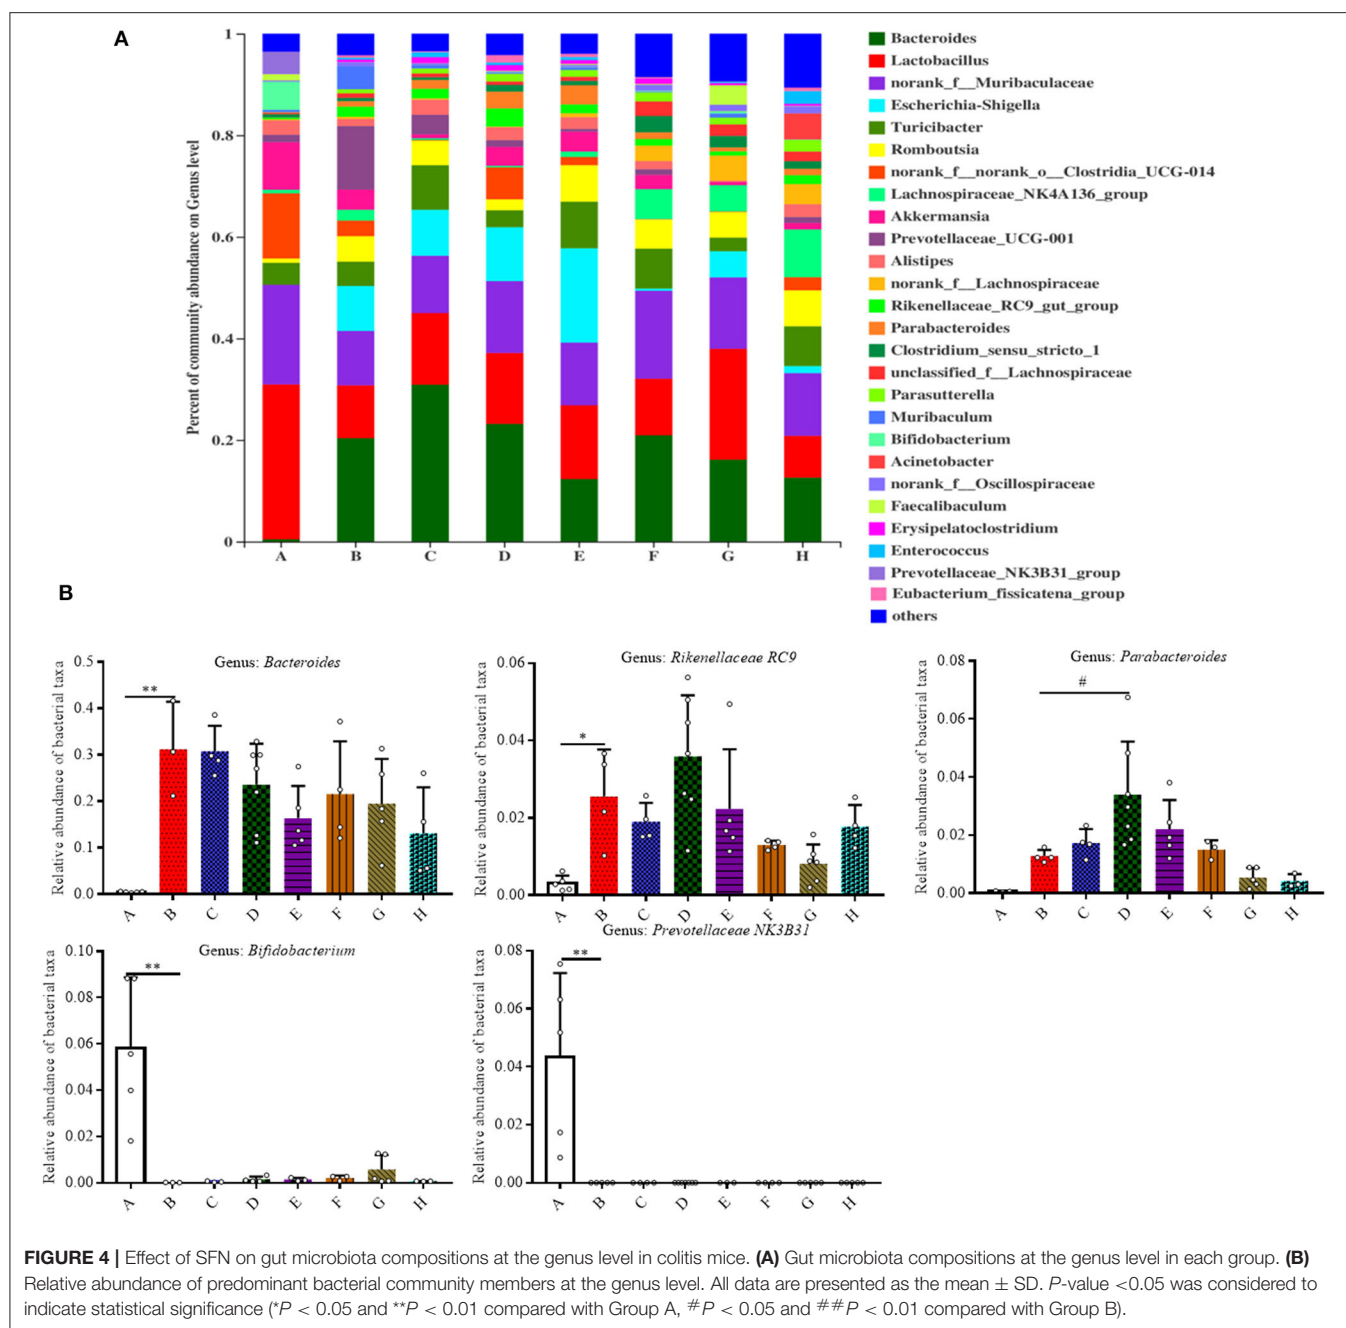 A
Percent of community abundance on Genus level
1
0.8
0.6
0.4
0.2
0
A B C D E F G H
Bacteroides
Lactobacillus
norank_f__Muribaculaceae
Escherichia-Shigella
Turicibacter
Romboutsia
norank_f__norank_o__Clostridia_UCG-014
Lachnospiraceae_NK4A136_group
Akkermansia
Prevotellaceae_UCG-001
Alistipes
norank_f__Lachnospiraceae
Rikenellaceae_RC9_gut_group
Parabacteroides
Clostridium_sensu_stricto_1
unclassified_f__Lachnospiraceae
Parasutterella
Muribaculum
Bifidobacterium
Acinetobacter
norank_f__Oscillospiraceae
Faecalibaculum
Erysipelatoclostridium
Enterococcus
Prevotellaceae_NK3B31_group
Eubacterium_fissicatena_group
others
B
Relative abundance of bacterial taxa
Genus: Bacteroides
0.5
0.4
0.3
0.2
0.1
0.0
**
A B C D E F G H
Relative abundance of bacterial taxa
Genus: Rikenellaceae RC9
0.06
0.04
0.02
0.00
*
A B C D E F G H
Relative abundance of bacterial taxa
Genus: Parabacteroides
0.08
0.06
0.04
0.02
0.00
#
A B C D E F G H
Relative abundance of bacterial taxa
Genus: Bifidobacterium
0.10
0.08
0.06
0.04
0.02
0.00
**
A B C D E F G H
Relative abundance of bacterial taxa
Genus: Prevotellaceae NK3B31
0.08
0.06
0.04
0.02
0.00
**
A B C D E F G H
FIGURE 4 | Effect of SFN on gut microbiota compositions at the genus level in colitis mice. (A) Gut microbiota compositions at the genus level in each group. (B)
Relative abundance of predominant bacterial community members at the genus level. All data are presented as the mean ± SD. P-value <0.05 was considered to
indicate statistical significance (*P < 0.05 and **P < 0.01 compared with Group A, #P < 0.05 and ##P < 0.01 compared with Group B).